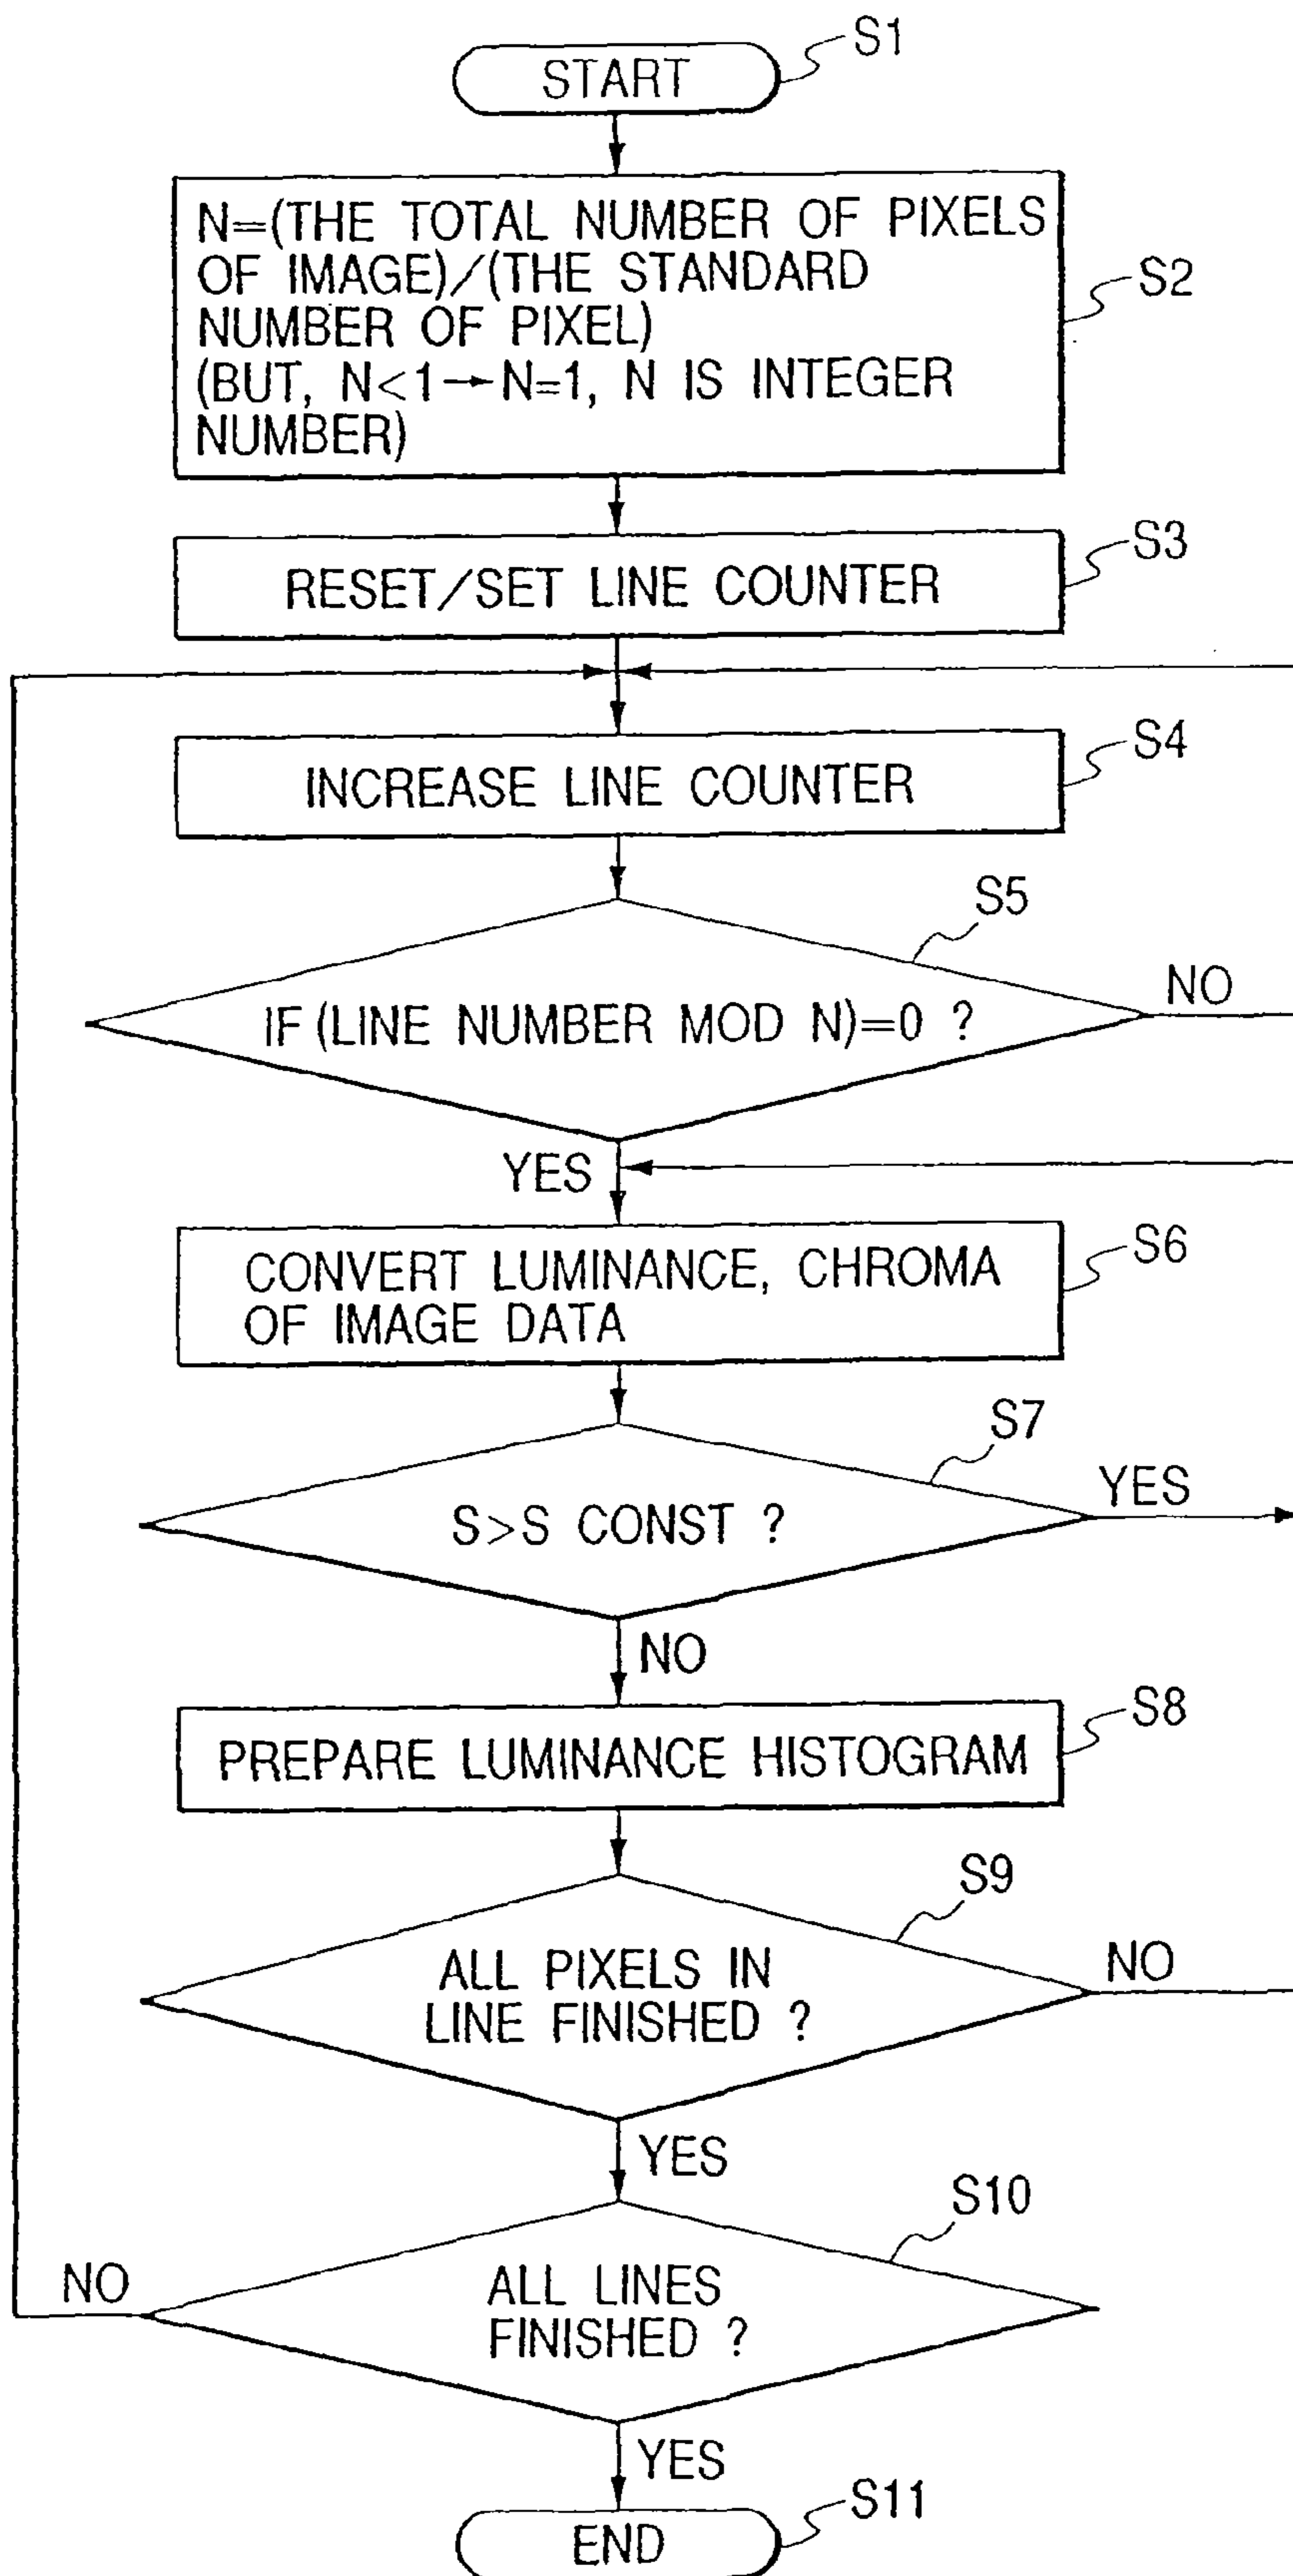 START
S1
N=(THE TOTAL NUMBER OF PIXELS
OF IMAGE)/(THE STANDARD
NUMBER OF PIXEL)
(BUT, N<1→N=1, N IS INTEGER
NUMBER)
S2
RESET/SET LINE COUNTER
S3
INCREASE LINE COUNTER
S4
IF (LINE NUMBER MOD N)=0 ?
S5
NO
YES
CONVERT LUMINANCE, CHROMA
OF IMAGE DATA
S6
S>S CONST ?
S7
YES
NO
PREPARE LUMINANCE HISTOGRAM
S8
ALL PIXELS IN
LINE FINISHED ?
S9
NO
YES
ALL LINES
FINISHED ?
S10
NO
YES
END
S11